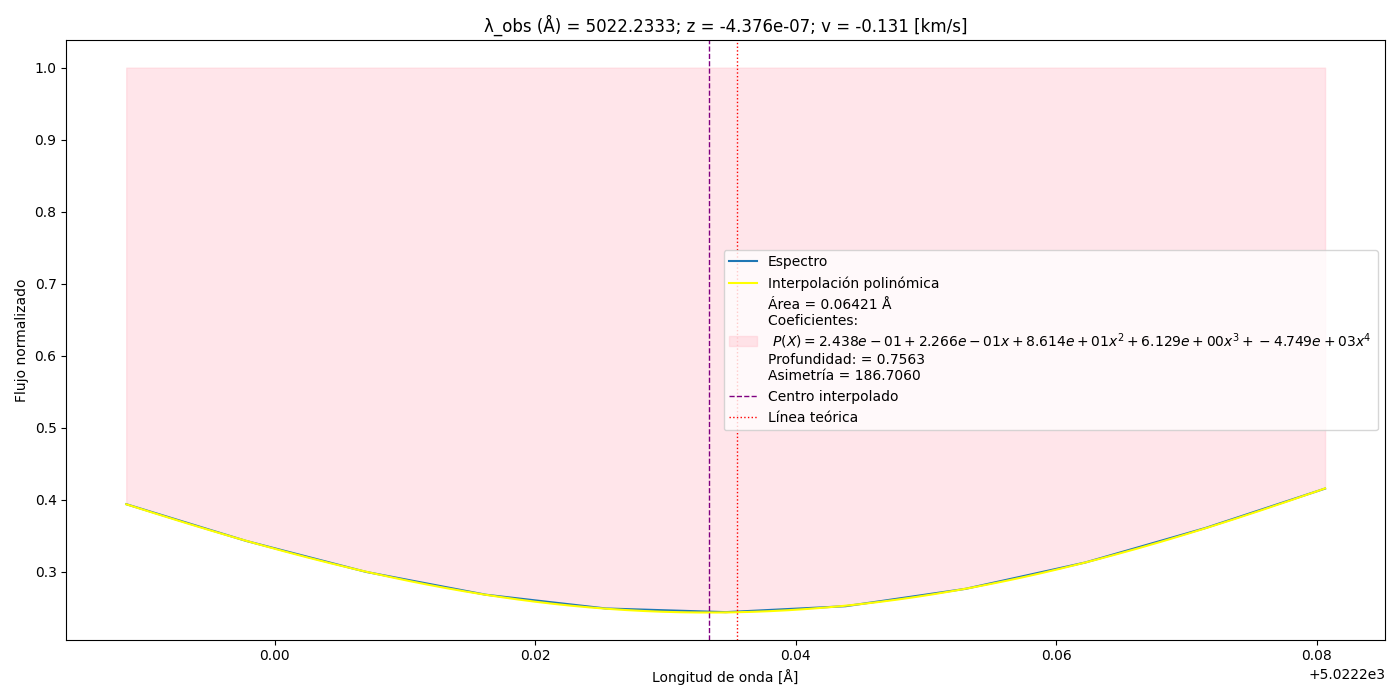 λ_obs (Å) = 5022.2333; z = -4.376e-07; v = -0.131 [km/s]
1.0
0.9
0.8
0.7
0.6
0.5
0.4
0.3
Flujo normalizado
Espectro
Interpolación polinómica
Área = 0.06421 Å
Coeficientes:
P(X) = 2.438e − 01 + 2.266e − 01x + 8.614e + 01x² + 6.129e + 00x³ + − 4.749e + 03x⁴
Profundidad: = 0.7563
Asimetría = 186.7060
Centro interpolado
Línea teórica
0.00 0.02 0.04 0.06 0.08
Longitud de onda [Å]
+5.0222e3